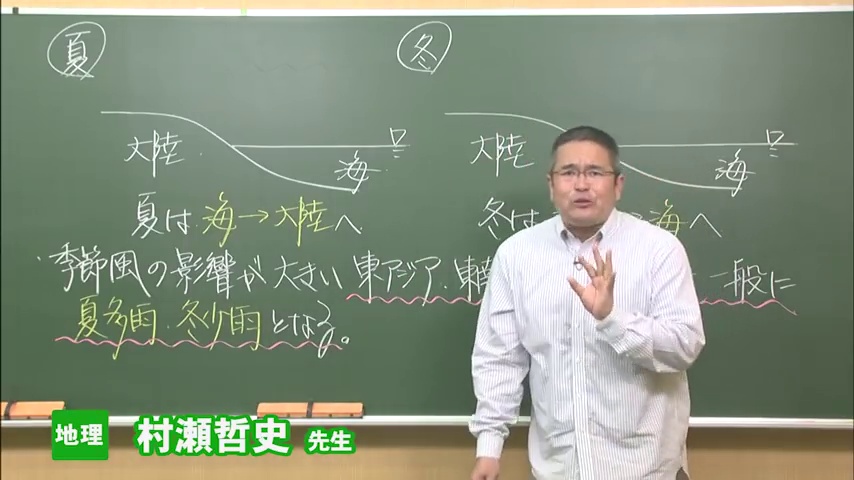 夏
冬
大陸
海
大陸
海
夏は 海→大陸へ
冬は 海へ
季節風の影響が大きい 東アジア・東南 一般に
夏多雨・冬少雨となる。
地理 村瀬哲史 先生